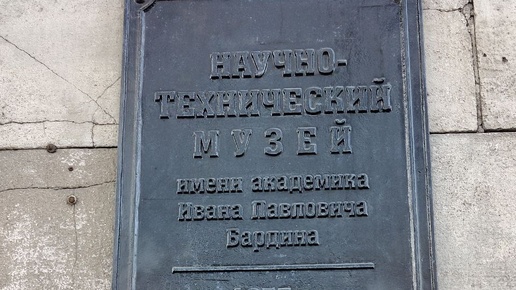 НАУЧНО-
ТЕХНИЧЕСКИЙ
МУЗЕЙ
имени академика
Ивана Павловича
Бардина